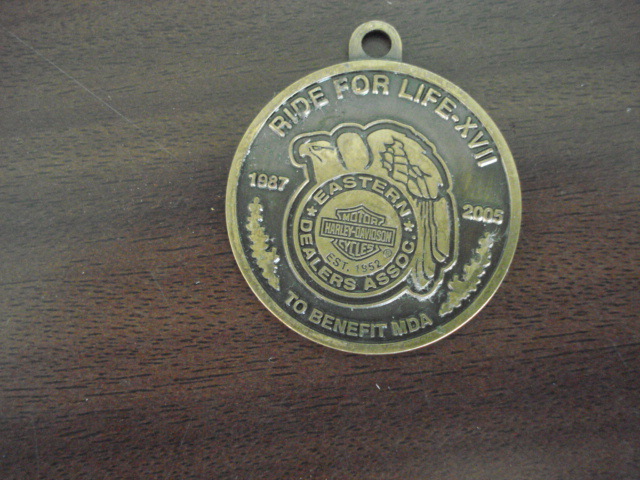 RIDE FOR LIFE-XVII
1987
2005
EASTERN
MOTOR
HARLEY-DAVIDSON
CYCLES
®
EST. 1952
DEALERS ASSOC.
TO BENEFIT MDA